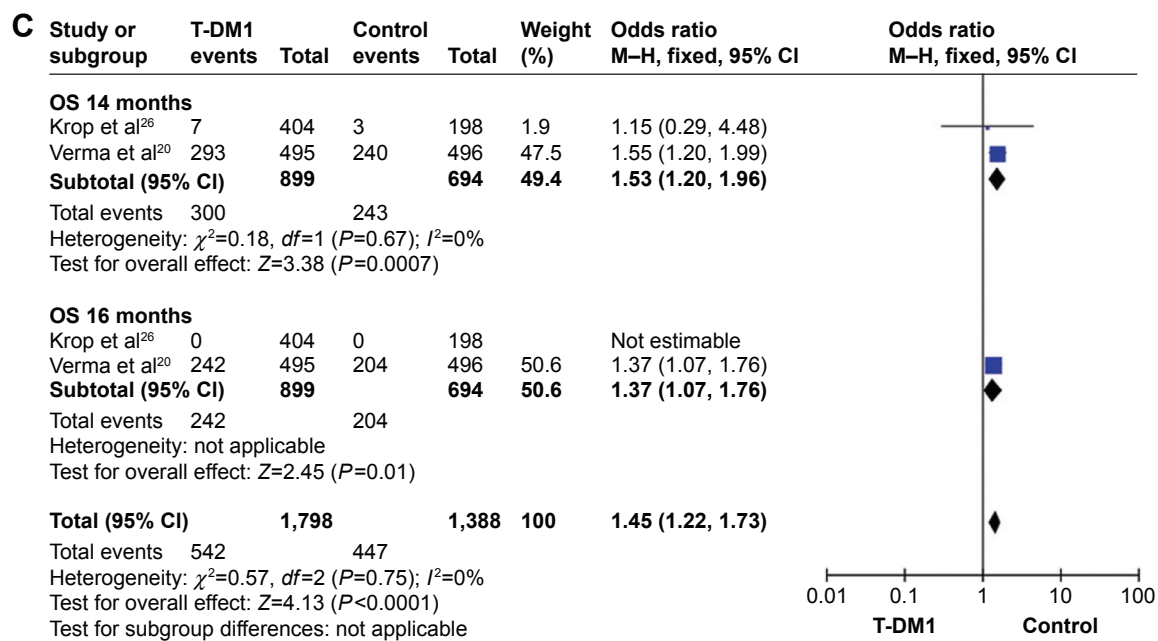 C Study or subgroup T-DM1 events Total Control events Total Weight (%) Odds ratio M–H, fixed, 95% CI Odds ratio M–H, fixed, 95% CI
OS 14 months
Krop et al26 7 404 3 198 1.9 1.15 (0.29, 4.48)
Verma et al20 293 495 240 496 47.5 1.55 (1.20, 1.99)
Subtotal (95% CI) 899 694 49.4 1.53 (1.20, 1.96)
Total events 300 243
Heterogeneity: χ²=0.18, df=1 (P=0.67); I²=0%
Test for overall effect: Z=3.38 (P=0.0007)
OS 16 months
Krop et al26 0 404 0 198 Not estimable
Verma et al20 242 495 204 496 50.6 1.37 (1.07, 1.76)
Subtotal (95% CI) 899 694 50.6 1.37 (1.07, 1.76)
Total events 242 204
Heterogeneity: not applicable
Test for overall effect: Z=2.45 (P=0.01)
Total (95% CI) 1,798 1,388 100 1.45 (1.22, 1.73)
Total events 542 447
Heterogeneity: χ²=0.57, df=2 (P=0.75); I²=0%
Test for overall effect: Z=4.13 (P<0.0001)
Test for subgroup differences: not applicable
0.01 0.1 1 10 100
T-DM1 Control